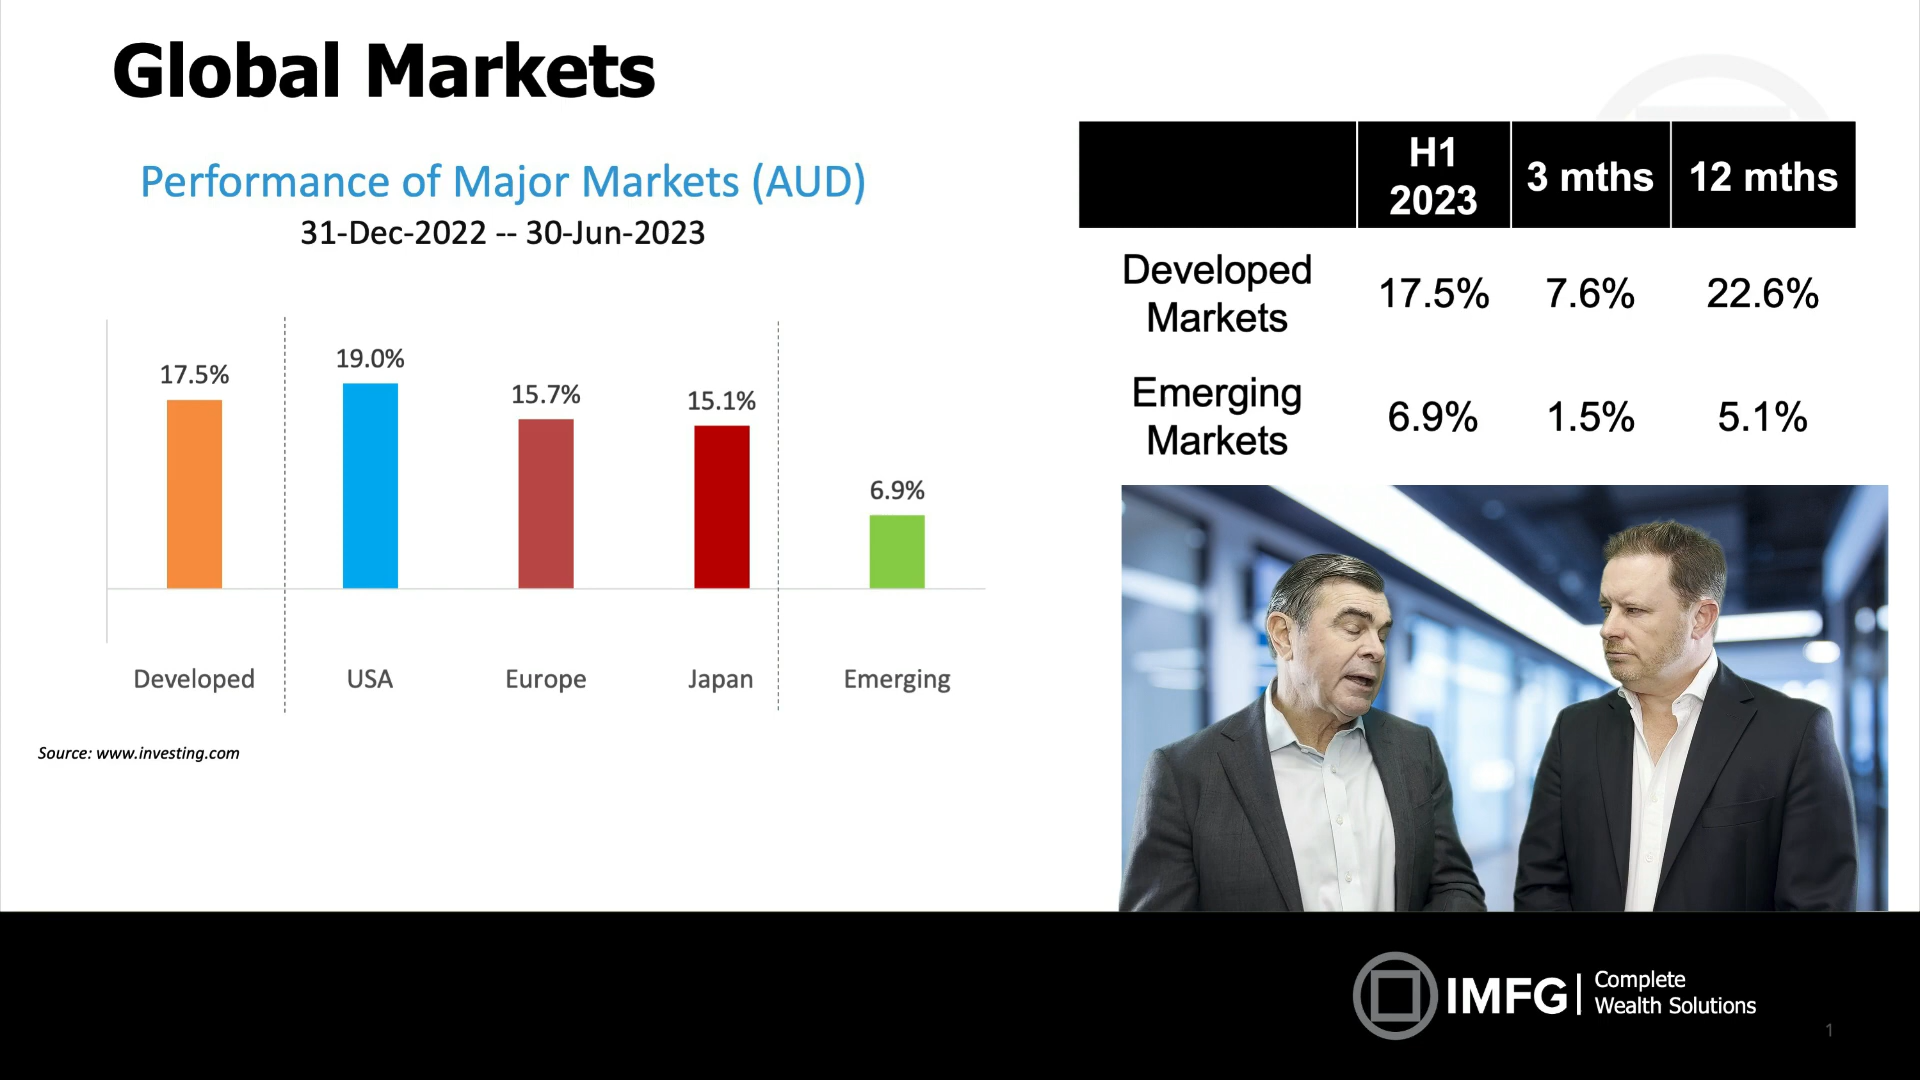 Global Markets
Performance of Major Markets (AUD)
31-Dec-2022 -- 30-Jun-2023
17.5%
19.0%
15.7%
15.1%
6.9%
Developed
USA
Europe
Japan
Emerging
Source: www.investing.com
H1
2023
3 mths
12 mths
Developed
Markets
17.5%
7.6%
22.6%
Emerging
Markets
6.9%
1.5%
5.1%
IMFG
Complete
Wealth Solutions
1